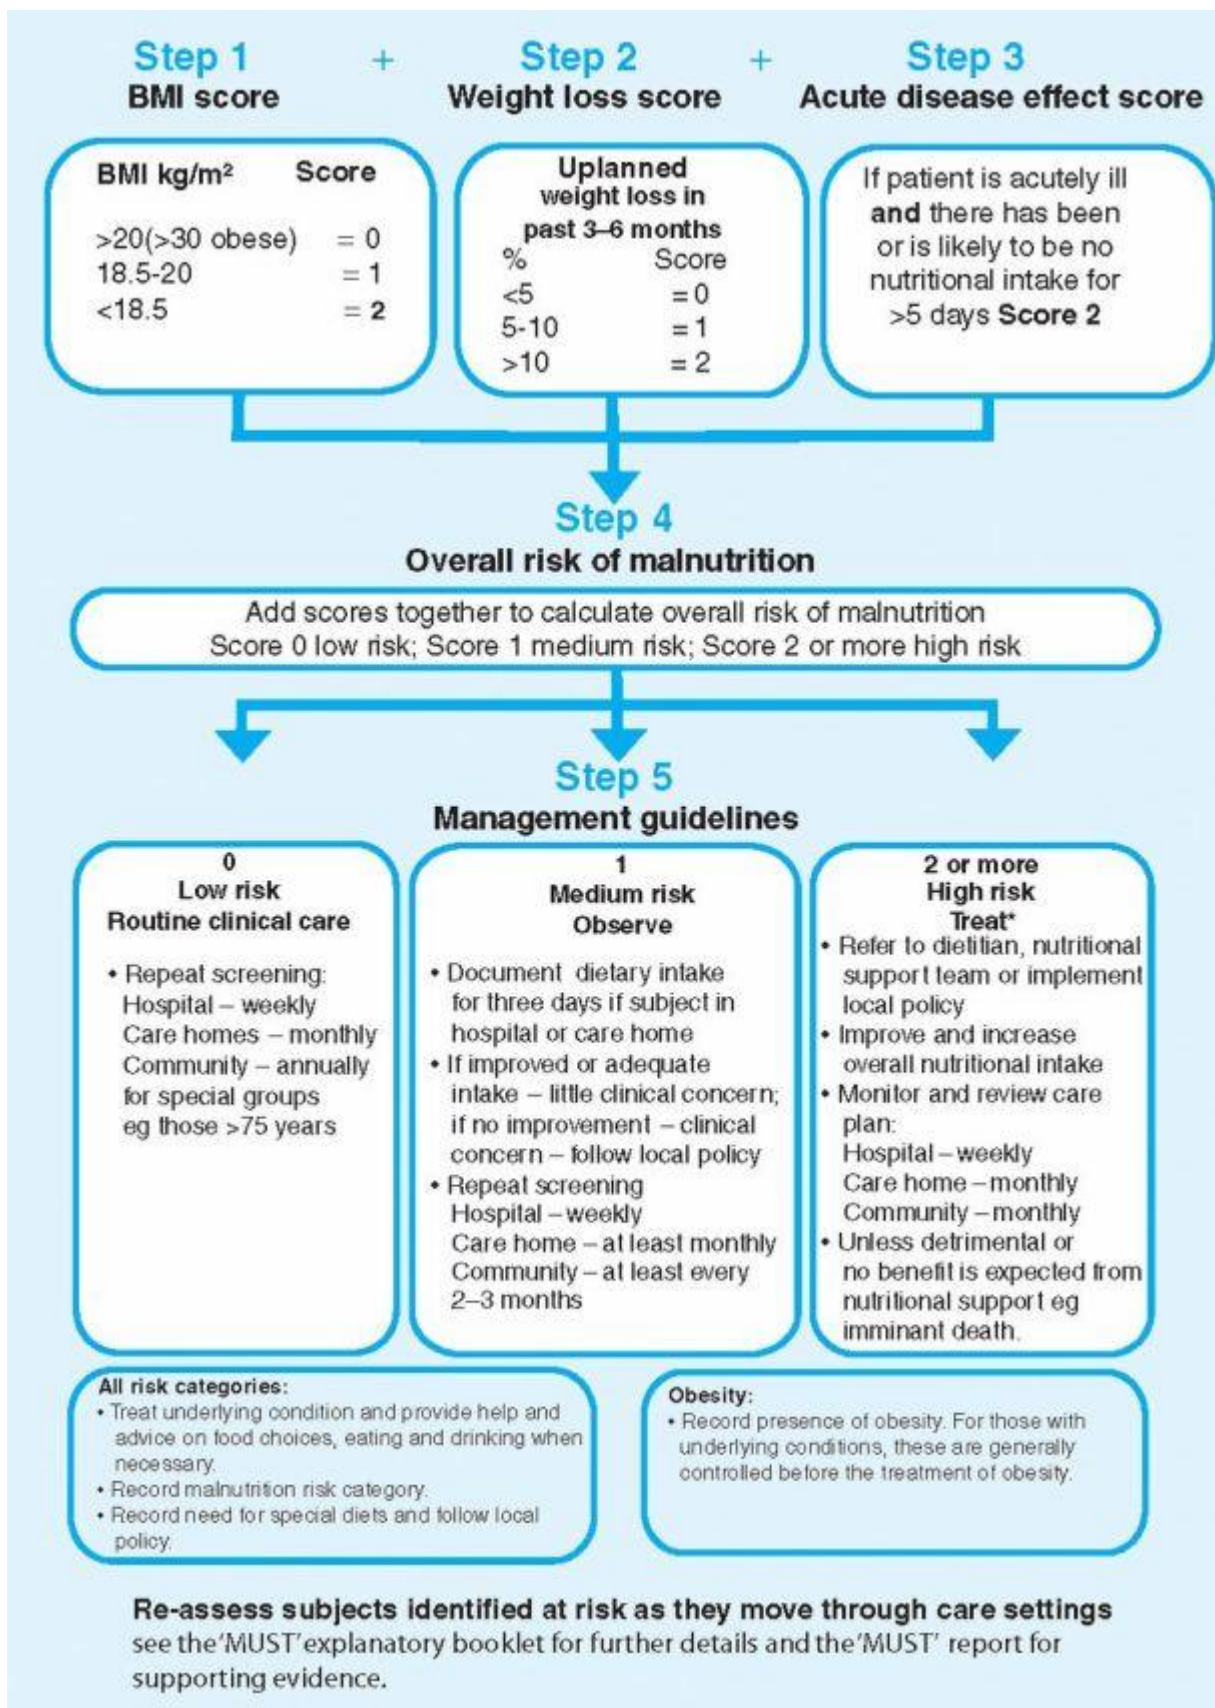 Step 1 + Step 2 + Step 3
BMI score Weight loss score Acute disease effect score
BMI kg/m² Score
>20(>30 obese) = 0
18.5-20 = 1
<18.5 = 2
Uplanned
weight loss in
past 3–6 months
% Score
<5 = 0
5-10 = 1
>10 = 2
If patient is acutely ill
and there has been
or is likely to be no
nutritional intake for
>5 days Score 2
Step 4
Overall risk of malnutrition
Add scores together to calculate overall risk of malnutrition
Score 0 low risk; Score 1 medium risk; Score 2 or more high risk
Step 5
Management guidelines
0
Low risk
Routine clinical care
• Repeat screening:
Hospital – weekly
Care homes – monthly
Community – annually
for special groups
eg those >75 years
1
Medium risk
Observe
• Document dietary intake
for three days if subject in
hospital or care home
• If improved or adequate
intake – little clinical concern;
if no improvement – clinical
concern – follow local policy
• Repeat screening
Hospital – weekly
Care home – at least monthly
Community – at least every
2–3 months
2 or more
High risk
Treat*
• Refer to dietitian, nutritional
support team or implement
local policy
• Improve and increase
overall nutritional intake
• Monitor and review care
plan:
Hospital – weekly
Care home – monthly
Community – monthly
• Unless detrimental or
no benefit is expected from
nutritional support eg
imminant death.
All risk categories:
• Treat underlying condition and provide help and
advice on food choices, eating and drinking when
necessary.
• Record malnutrition risk category.
• Record need for special diets and follow local
policy.
Obesity:
• Record presence of obesity. For those with
underlying conditions, these are generally
controlled before the treatment of obesity.
Re-assess subjects identified at risk as they move through care settings
see the 'MUST' explanatory booklet for further details and the 'MUST' report for
supporting evidence.